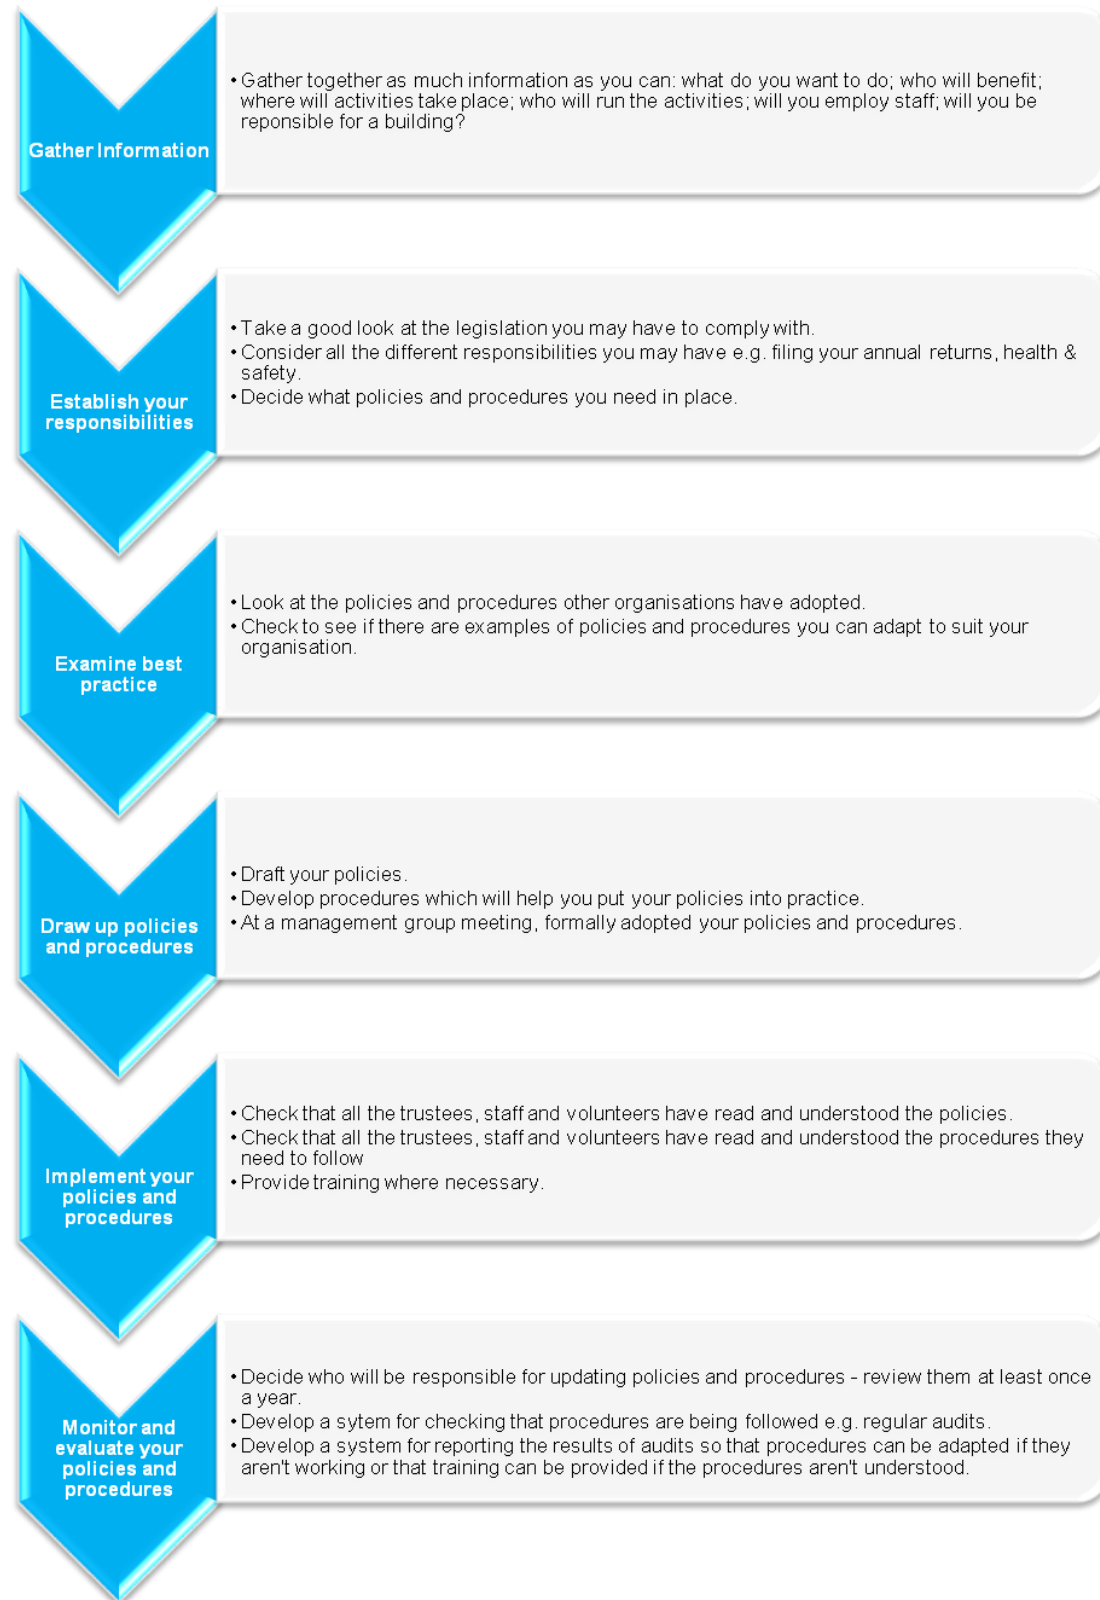 Gather Information
• Gather together as much information as you can: what do you want to do; who will benefit;
where will activities take place; who will run the activities; will you employ staff; will you be
reponsible for a building?
Establish your
responsibilities
• Take a good look at the legislation you may have to comply with.
• Consider all the different responsibilities you may have e.g. filing your annual returns, health &
safety.
• Decide what policies and procedures you need in place.
Examine best
practice
• Look at the policies and procedures other organisations have adopted.
• Check to see if there are examples of policies and procedures you can adapt to suit your
organisation.
Draw up policies
and procedures
• Draft your policies.
• Develop procedures which will help you put your policies into practice.
• At a management group meeting, formally adopted your policies and procedures.
Implement your
policies and
procedures
• Check that all the trustees, staff and volunteers have read and understood the policies.
• Check that all the trustees, staff and volunteers have read and understood the procedures they
need to follow
• Provide training where necessary.
Monitor and
evaluate your
policies and
procedures
• Decide who will be responsible for updating policies and procedures - review them at least once
a year.
• Develop a sytem for checking that procedures are being followed e.g. regular audits.
• Develop a system for reporting the results of audits so that procedures can be adapted if they
aren't working or that training can be provided if the procedures aren't understood.